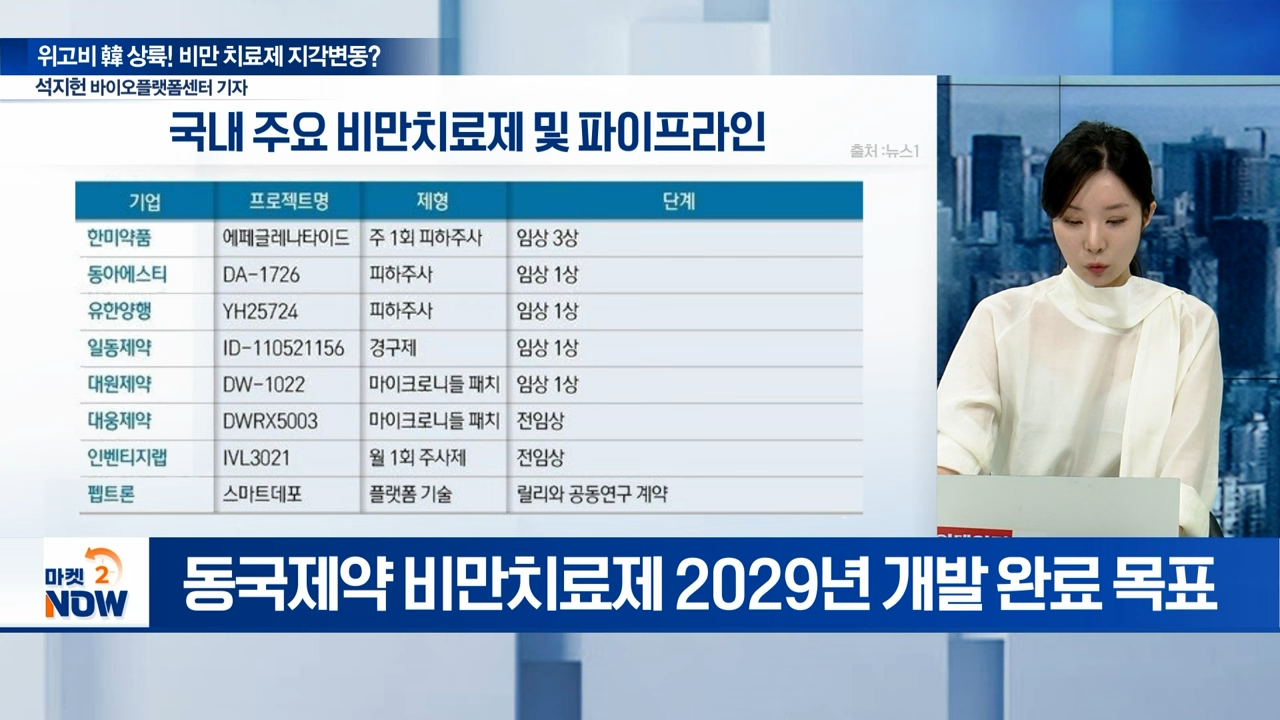 위고비 韓 상륙! 비만 치료제 지각변동?
석지헌 바이오플랫폼센터 기자
국내 주요 비만치료제 및 파이프라인
출처 :뉴스1
기업 프로젝트명 제형 단계
한미약품 에페글레나타이드 주 1회 피하주사 임상 3상
동아에스티 DA-1726 피하주사 임상 1상
유한양행 YH25724 피하주사 임상 1상
일동제약 ID-110521156 경구제 임상 1상
대원제약 DW-1022 마이크로니들 패치 임상 1상
대웅제약 DWRX5003 마이크로니들 패치 전임상
인벤티지랩 IVL3021 월 1회 주사제 전임상
펩트론 스마트데포 플랫폼 기술 릴리와 공동연구 계약
마켓 2
NOW
동국제약 비만치료제 2029년 개발 완료 목표